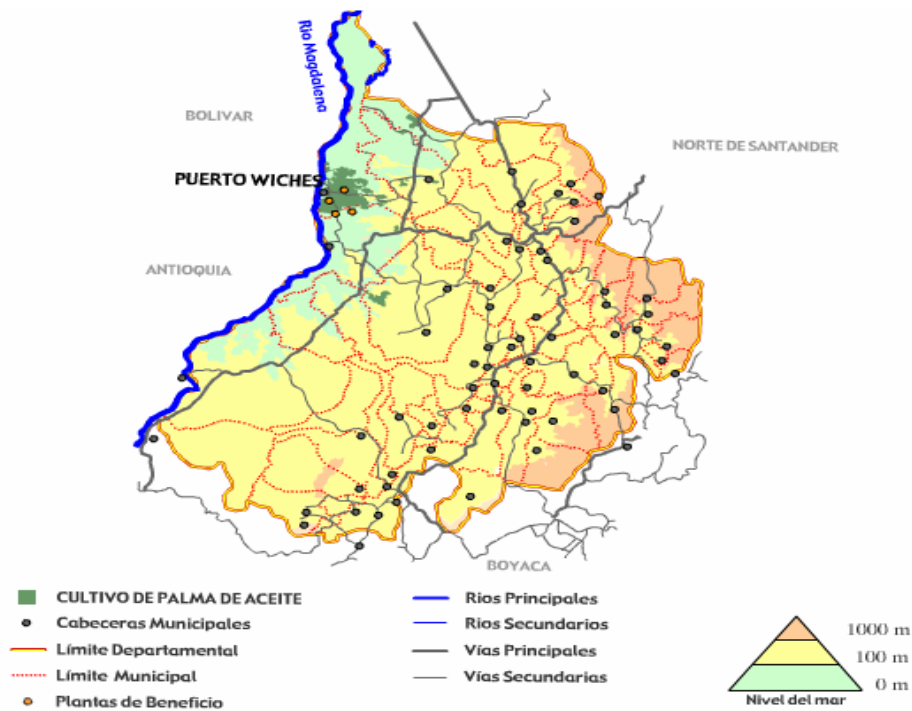 Rio Magdalena
BOLIVAR
NORTE DE SANTANDER
PUERTO WICHES
ANTIOQUIA
BOYACA
CULTIVO DE PALMA DE ACEITE
Cabeceras Municipales
Límite Departamental
Límite Municipal
Plantas de Beneficio
Rios Principales
Rios Secundarios
Vías Principales
Vías Secundarias
1000 m
100 m
0 m
Nivel del mar